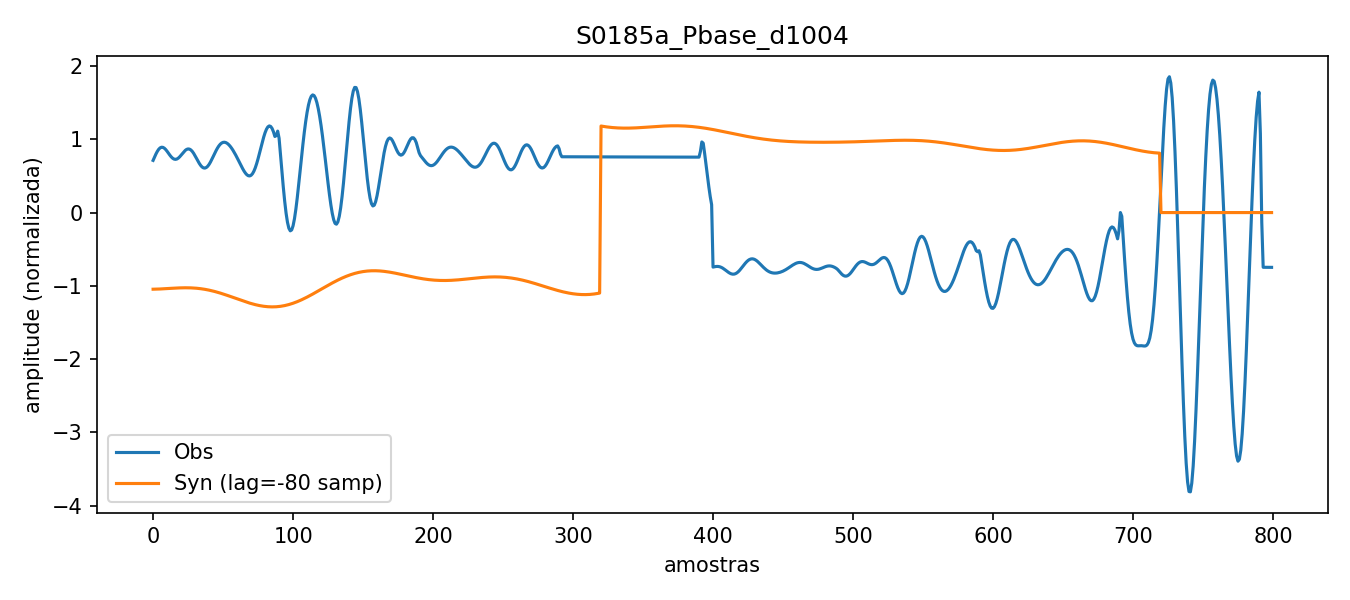 S0185a_Pbase_d1004
amplitude (normalizada)
2
1
0
−1
−2
−3
−4
Obs
Syn (lag=-80 samp)
0 100 200 300 400 500 600 700 800
amostras